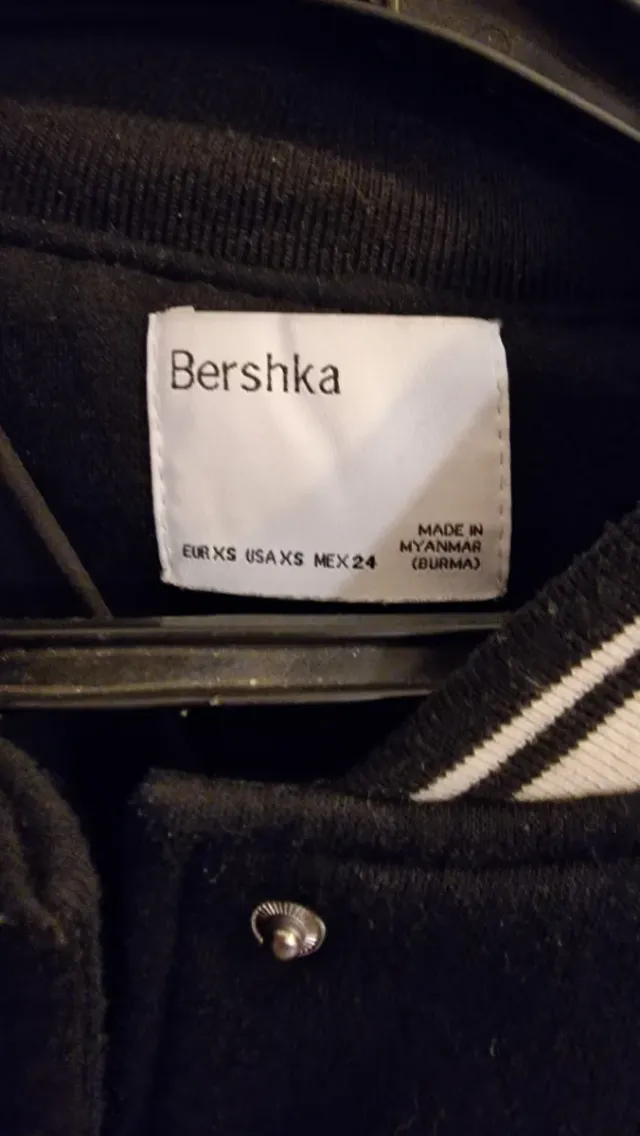 Bershka
EUR XS USA XS MEX 24
MADE IN
MYANMAR
(BURMA)